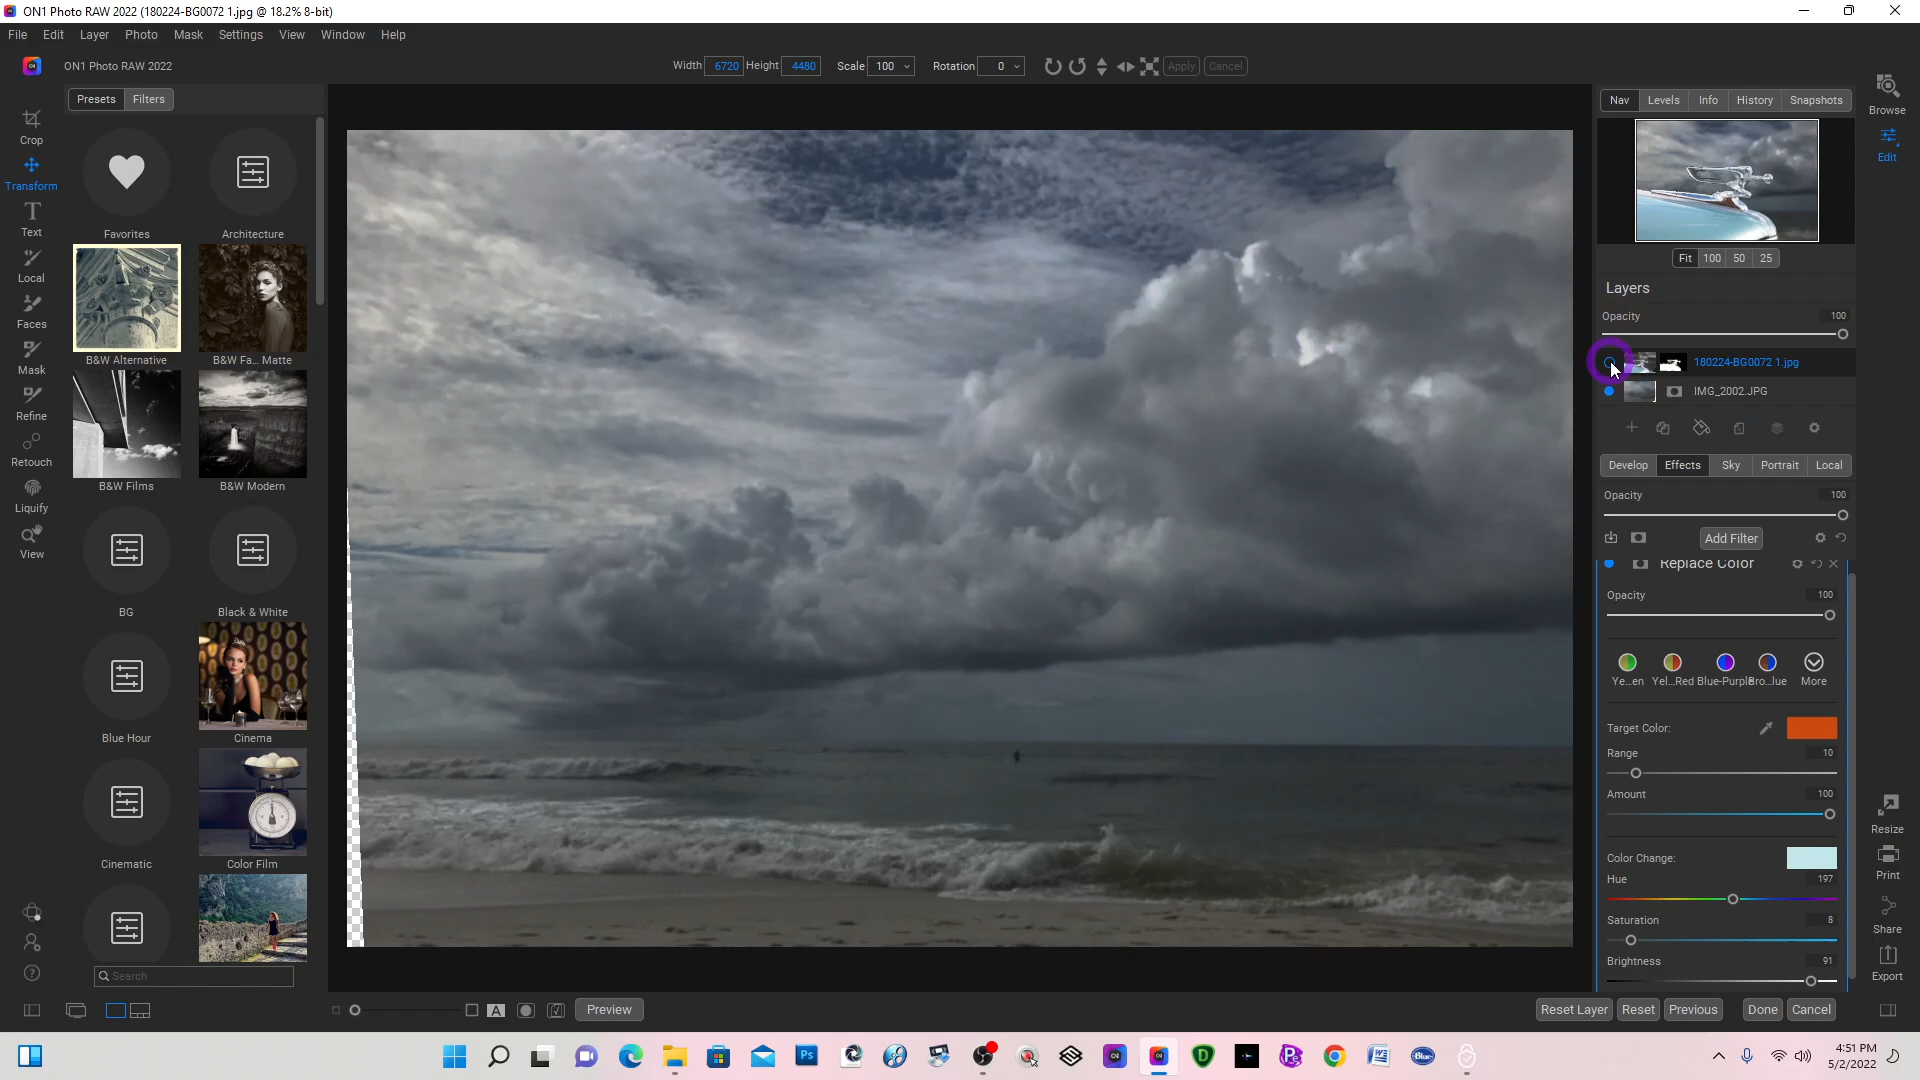 ON1 Photo RAW 2022 (180224-BG0072 1.jpg @ 18.2% 8-bit)
File Edit Layer Photo Mask Settings View Window Help
ON1 Photo RAW 2022
Width 6720 Height 4480 Scale 100 Rotation 0 Apply Cancel
Presets Filters
Crop
Transform
Text
Local
Faces
Mask
Refine
Retouch
Liquify
View
Favorites Architecture
B&W Alternative B&W Fa... Matte
B&W Films B&W Modern
BG Black & White
Blue Hour Cinema
Cinematic Color Film
Search
Preview
Nav Levels Info History Snapshots
Fit 100 50 25
Layers
Opacity 100
180224-BG0072 1.jpg
IMG_2002.JPG
Develop Effects Sky Portrait Local
Opacity 100
Add Filter
Replace Color
Opacity 100
Ye...en Yel...Red Blue-Purple Bro...lue More
Target Color:
Range 10
Amount 100
Color Change:
Hue 197
Saturation 8
Brightness 91
Reset Layer Reset Previous Done Cancel
Browse
Edit
Resize
Print
Share
Export
A
Ps
4:51 PM
5/2/2022